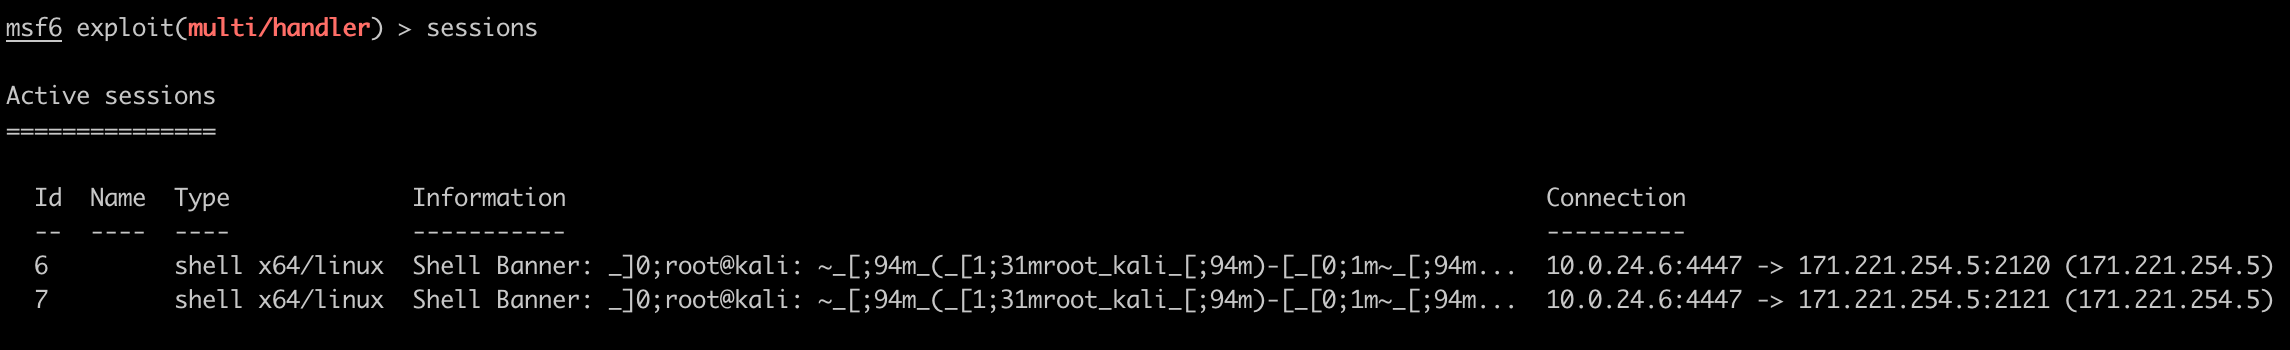 msf6 exploit(multi/handler) > sessions
Active sessions
===============
Id  Name  Type  Information  Connection
--  ----  ----  -----------  ----------
6  shell x64/linux  Shell Banner: _]0;root@kali: ~_[;94m_(_[1;31mroot_kali_[;94m)-[_[0;1m~_[;94m...  10.0.24.6:4447 -> 171.221.254.5:2120 (171.221.254.5)
7  shell x64/linux  Shell Banner: _]0;root@kali: ~_[;94m_(_[1;31mroot_kali_[;94m)-[_[0;1m~_[;94m...  10.0.24.6:4447 -> 171.221.254.5:2121 (171.221.254.5)